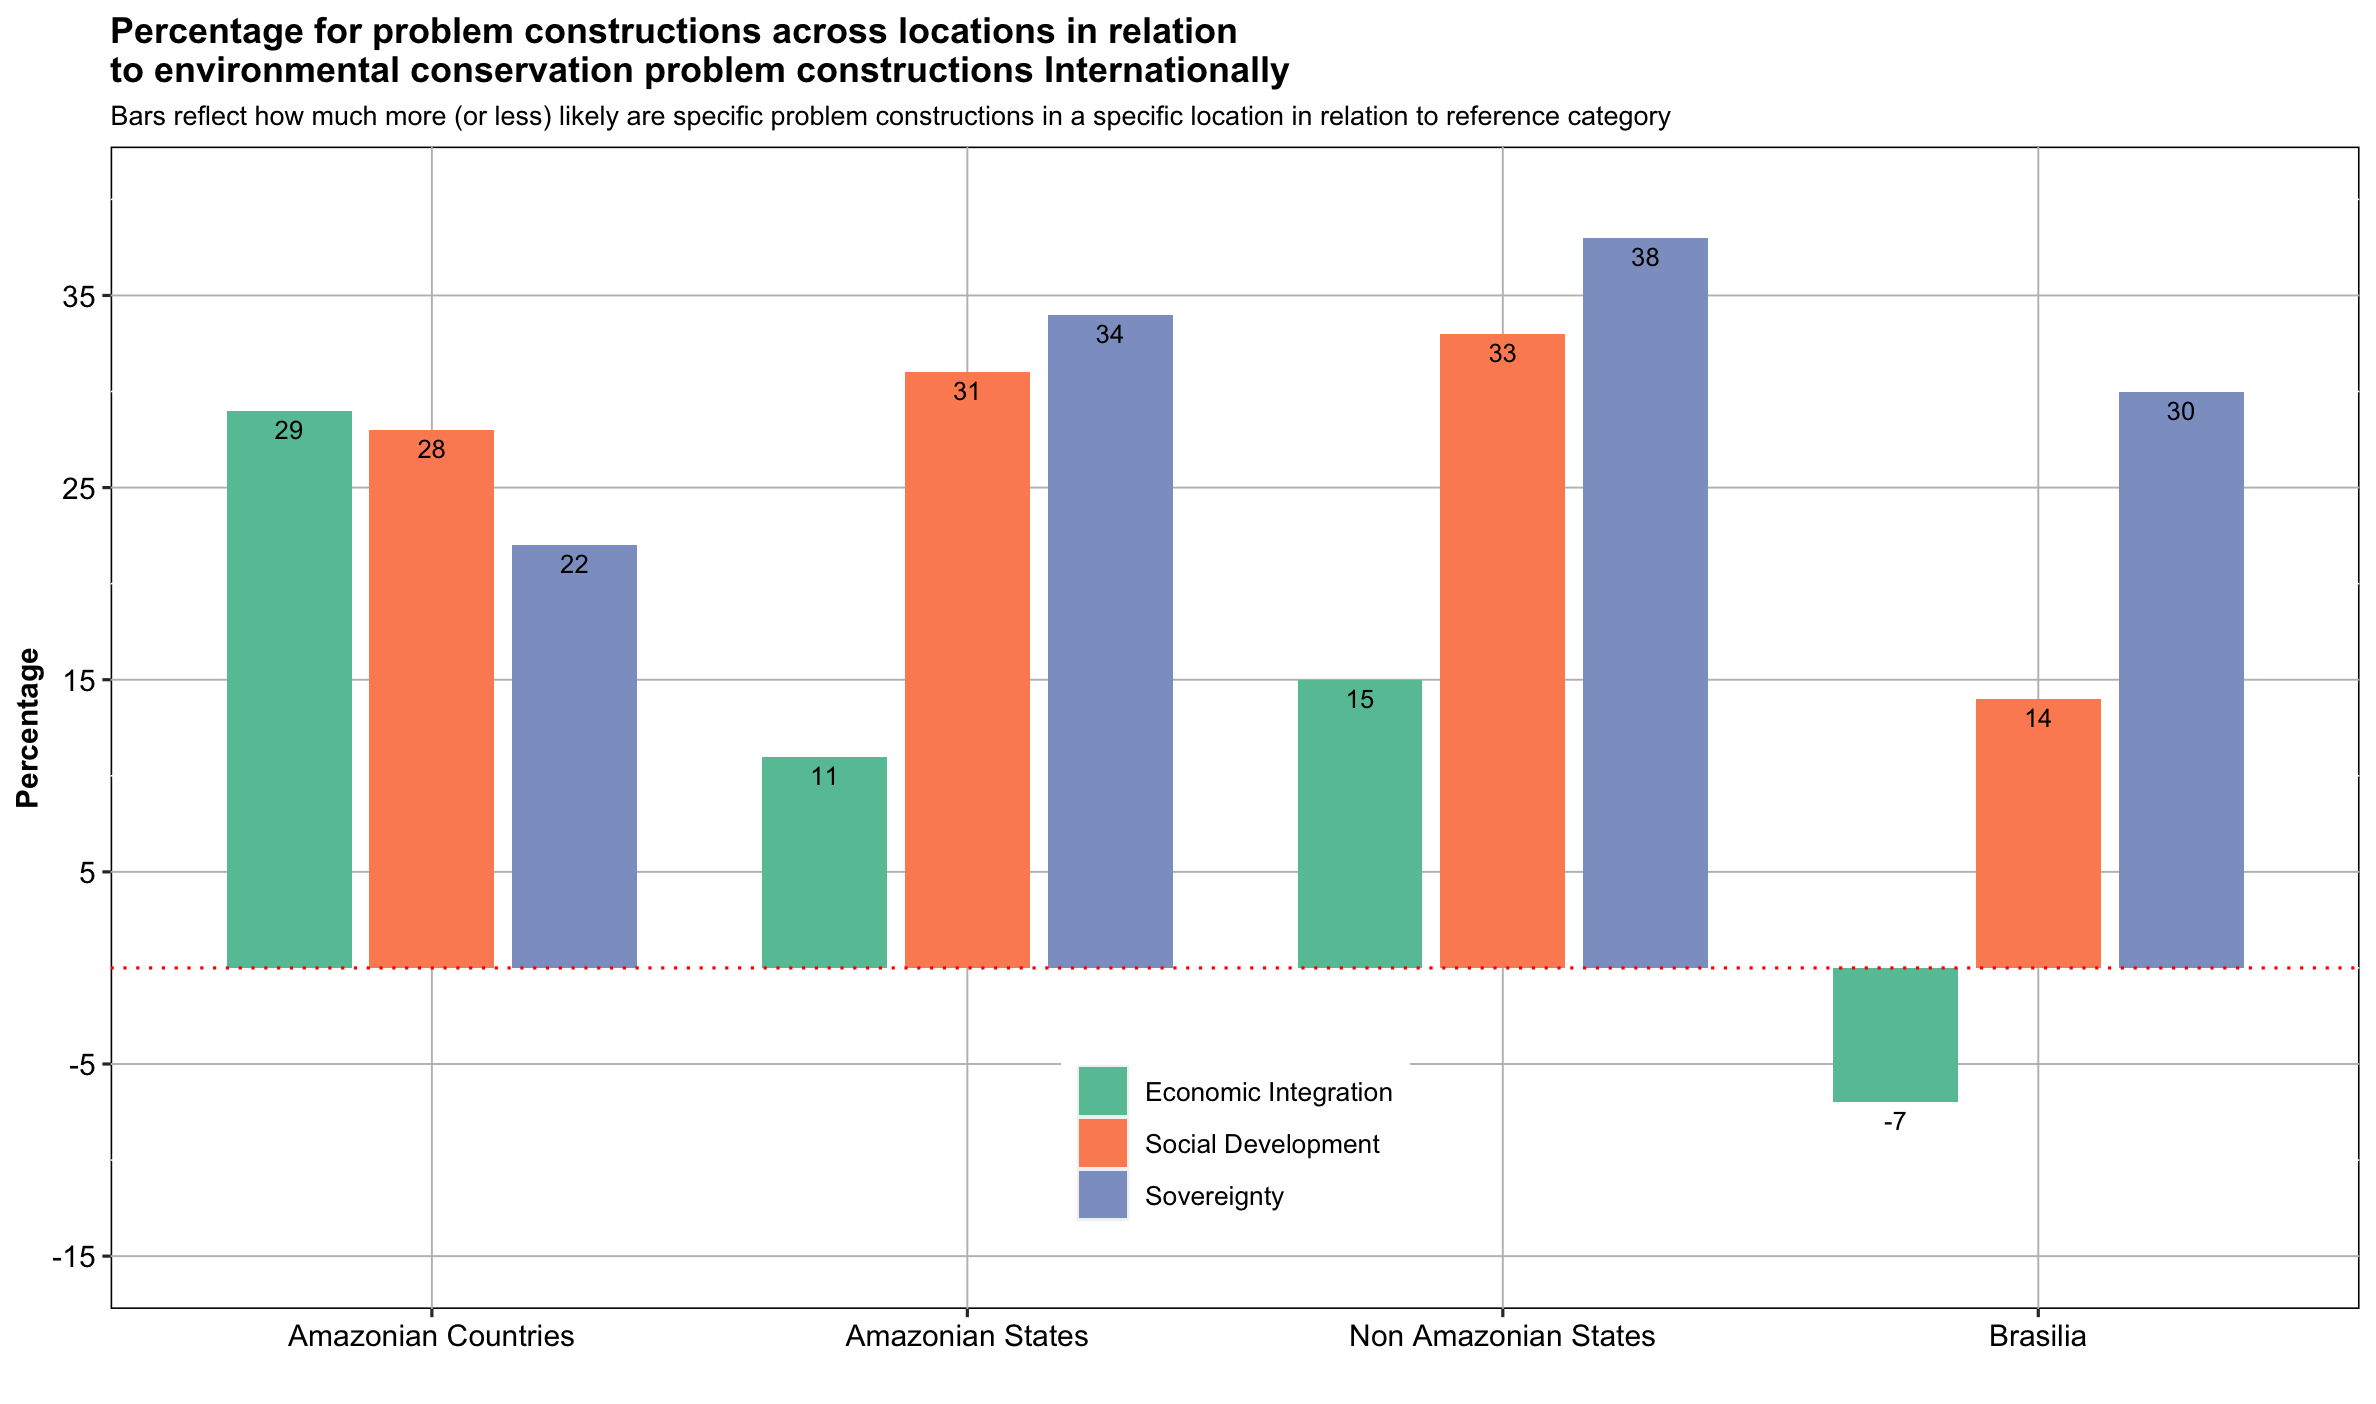 Percentage for problem constructions across locations in relation
to environmental conservation problem constructions Internationally
Bars reflect how much more (or less) likely are specific problem constructions in a specific location in relation to reference category
Percentage
35
25
15
5
-5
-15
29
28
22
11
31
34
15
33
38
-7
14
30
Economic Integration
Social Development
Sovereignty
Amazonian Countries
Amazonian States
Non Amazonian States
Brasilia